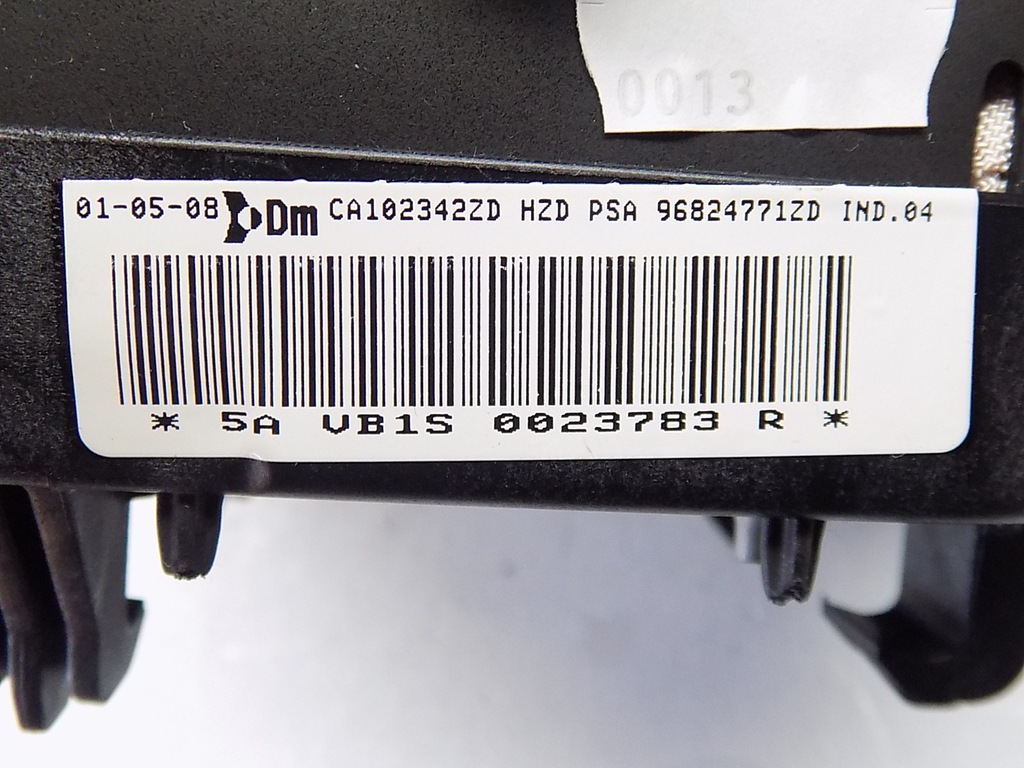 0013
01-05-08 Dm CA102342ZD HZD PSA 96824771ZD IND.04
* 5A VB1S 0023783 R *